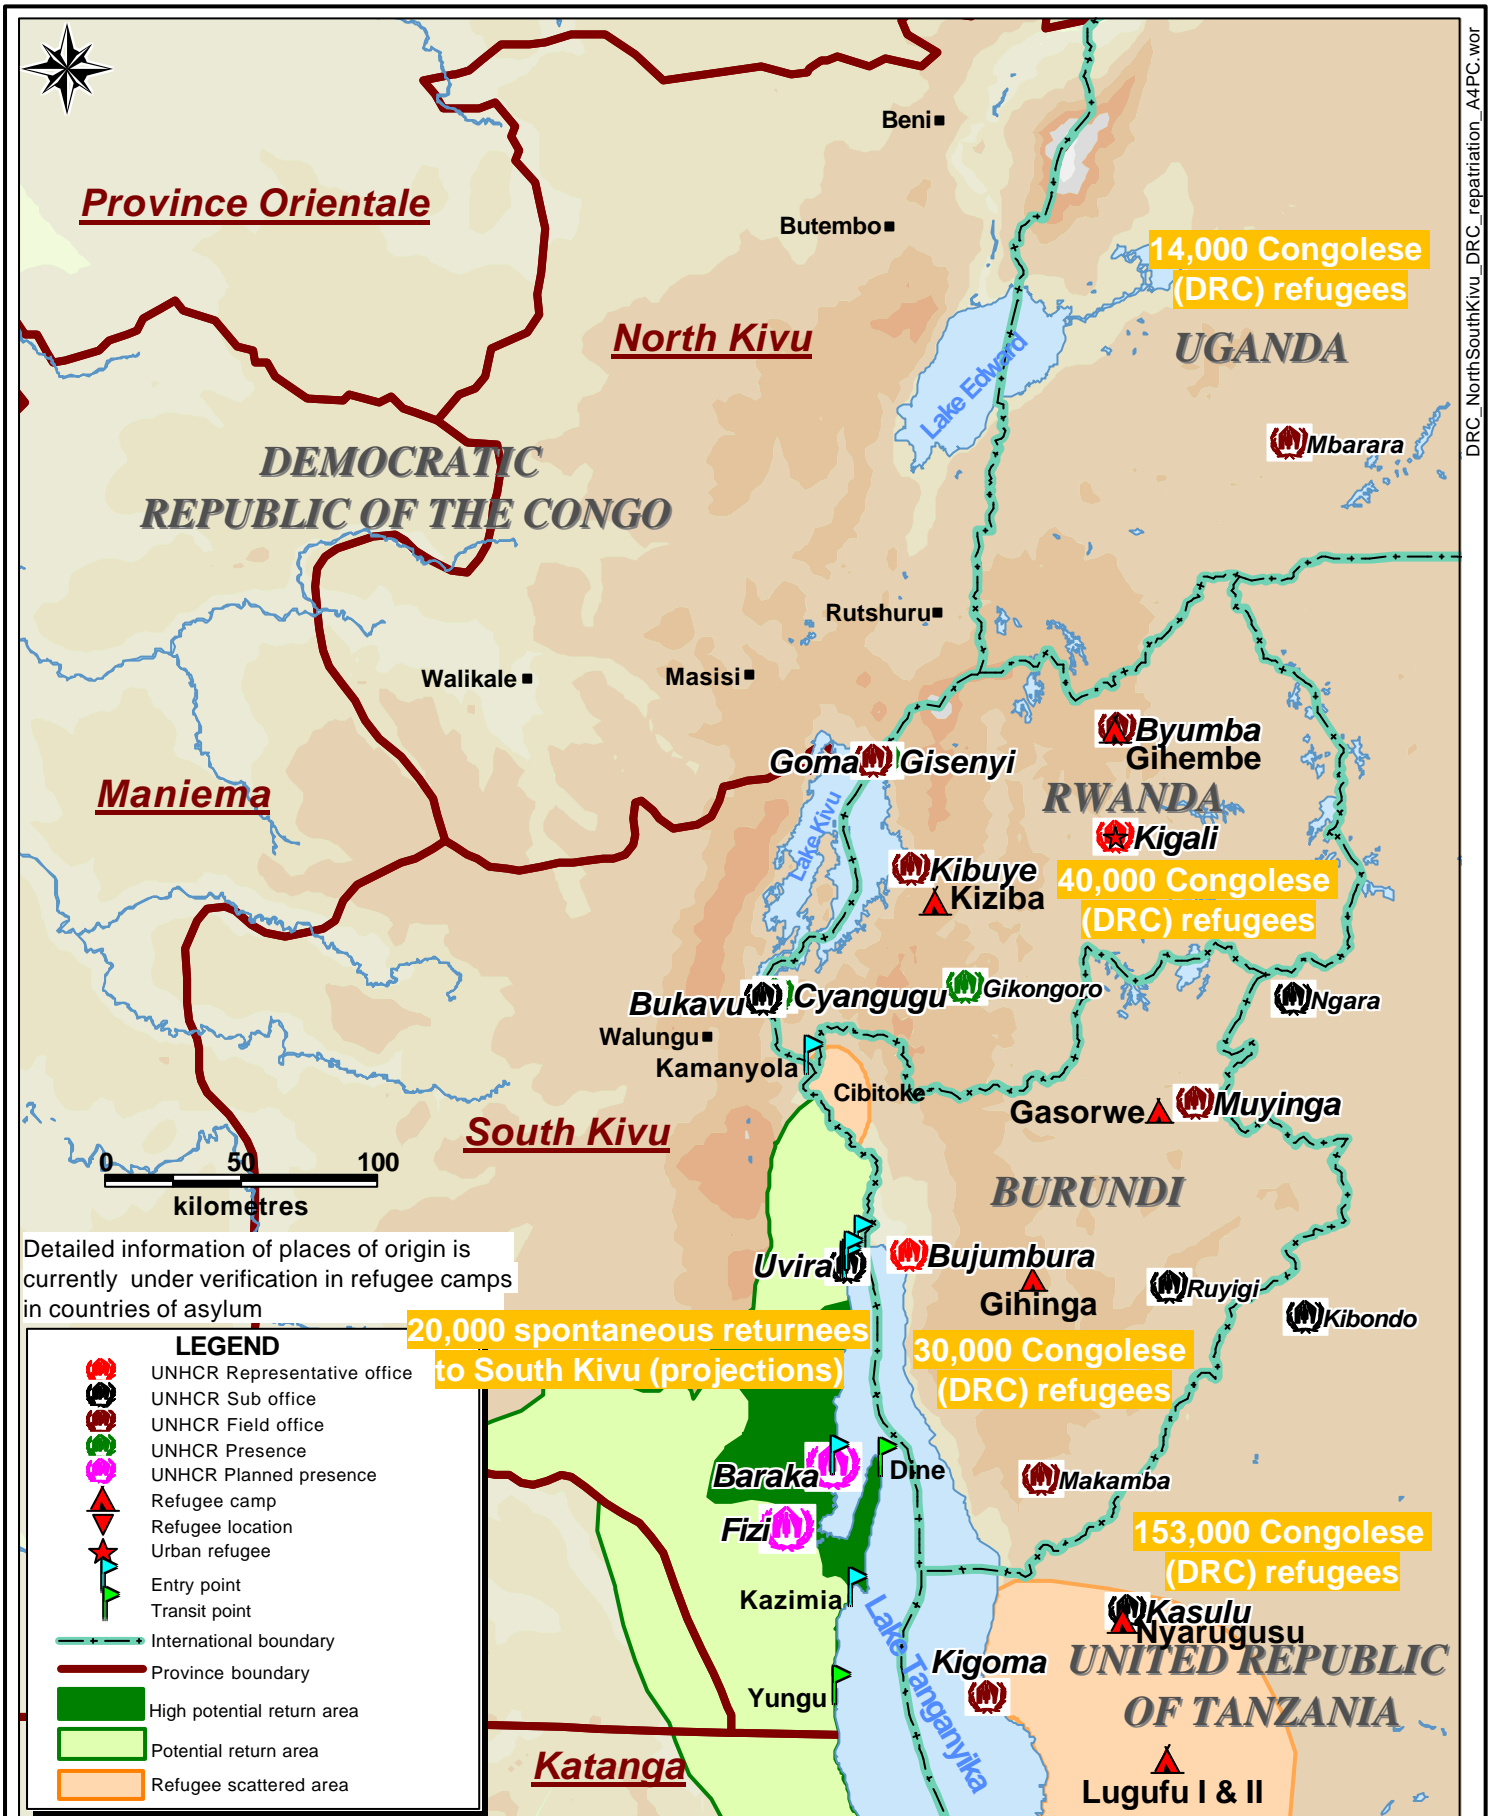 DRC_NorthSouthKivu_DRC_repatriation_A4PC.wor
Beni
Province Orientale
Butembo
14,000 Congolese
(DRC) refugees
North Kivu
UGANDA
Lake Edward
Mbarara
DEMOCRATIC
REPUBLIC OF THE CONGO
Rutshuru
Walikale
Masisi
Byumba
Gihembe
Goma
Gisenyi
Maniema
RWANDA
Lake Kivu
Kigali
Kibuye
Kiziba
40,000 Congolese
(DRC) refugees
Bukavu
Cyangugu
Gikongoro
Ngara
Walungu
Kamanyola
Cibitoke
Gasorwe
Muyinga
South Kivu
0 50 100
kilometres
BURUNDI
Detailed information of places of origin is
currently under verification in refugee camps
in countries of asylum
Uvira
Bujumbura
Gihinga
Ruyigi
Kibondo
20,000 spontaneous returnees
to South Kivu (projections)
30,000 Congolese
(DRC) refugees
LEGEND
UNHCR Representative office
UNHCR Sub office
UNHCR Field office
UNHCR Presence
UNHCR Planned presence
Refugee camp
Refugee location
Urban refugee
Entry point
Transit point
International boundary
Province boundary
High potential return area
Potential return area
Refugee scattered area
Baraka
Dine
Makamba
Fizi
153,000 Congolese
(DRC) refugees
Kazimia
Kasulu
Nyarugusu
Lake Tanganyika
Kigoma
UNITED REPUBLIC
OF TANZANIA
Yungu
Katanga
Lugufu I & II